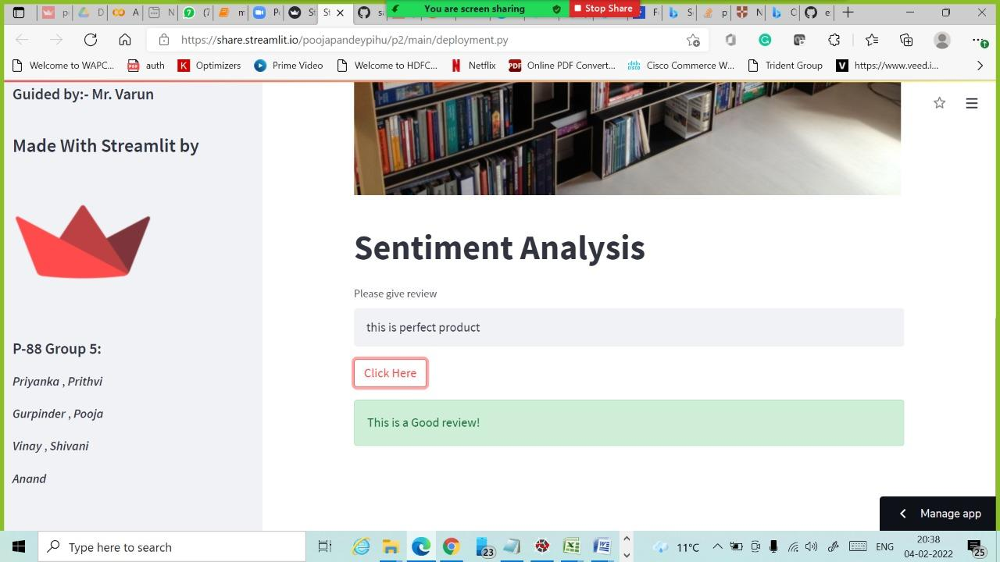 You are screen sharing
Stop Share
https://share.streamlit.io/poojapandeypihu/p2/main/deployment.py
Welcome to WAPC...
auth
Optimizers
Prime Video
Welcome to HDFC...
Netflix
Online PDF Convert...
Cisco Commerce W...
Trident Group
https://www.veed.i...
Guided by:- Mr. Varun
Made With Streamlit by
P-88 Group 5:
Priyanka , Prithvi
Gurpinder , Pooja
Vinay , Shivani
Anand
Sentiment Analysis
Please give review
this is perfect product
Click Here
This is a Good review!
Manage app
Type here to search
23
11°C
ENG
20:38
04-02-2022
25